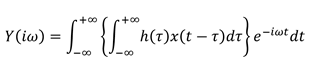 Y(iω) = ∫_{-∞}^{+∞} {∫_{-∞}^{+∞} h(τ)x(t − τ)dτ} e^{-iωt} dt